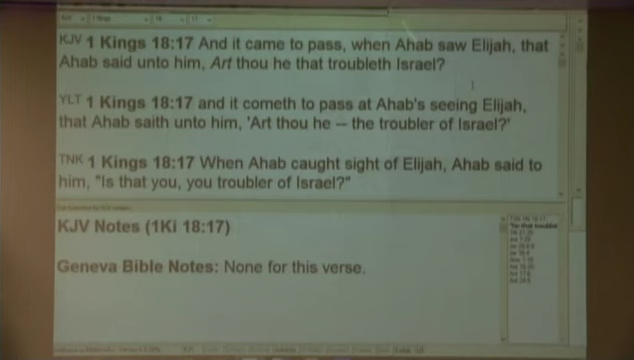 1 Kings
18
17
KJV 1 Kings 18:17 And it came to pass, when Ahab saw Elijah, that
Ahab said unto him, Art thou he that troubleth Israel?
YLT 1 Kings 18:17 and it cometh to pass at Ahab's seeing Elijah,
that Ahab saith unto him, 'Art thou he -- the troubler of Israel?'
TNK 1 Kings 18:17 When Ahab caught sight of Elijah, Ahab said to
him, "Is that you, you troubler of Israel?"
KJV Notes (1Ki 18:17)
Geneva Bible Notes: None for this verse.